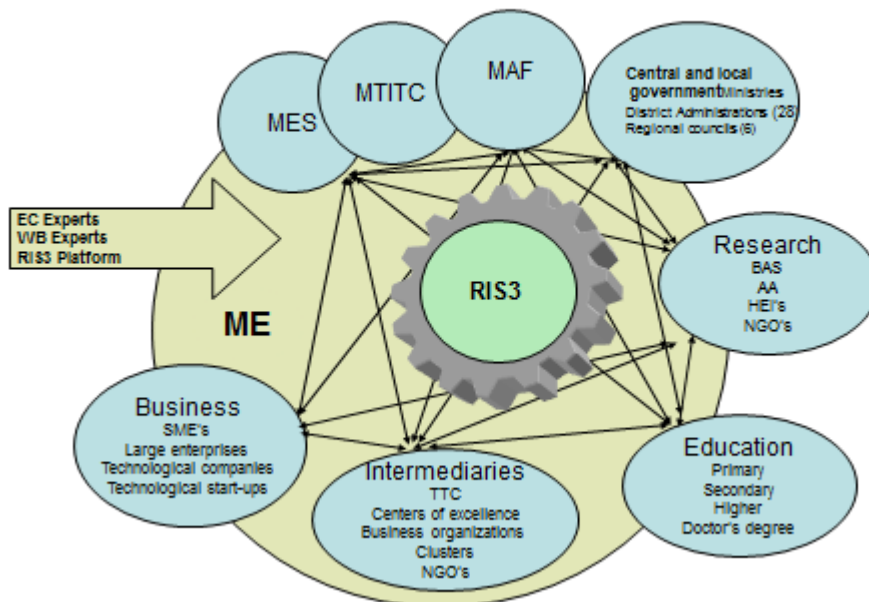 MES
MTITC
MAF
Central and local
governmentMinistries
District Administrations (28)
Regional councils (6)
EC Experts
WB Experts
RIS3 Platform
ME
RIS3
Research
BAS
AA
HEI's
NGO's
Business
SME's
Large enterprises
Technological companies
Technological start-ups
Intermediaries
TTC
Centers of excellence
Business organizations
Clusters
NGO's
Education
Primary
Secondary
Higher
Doctor's degree